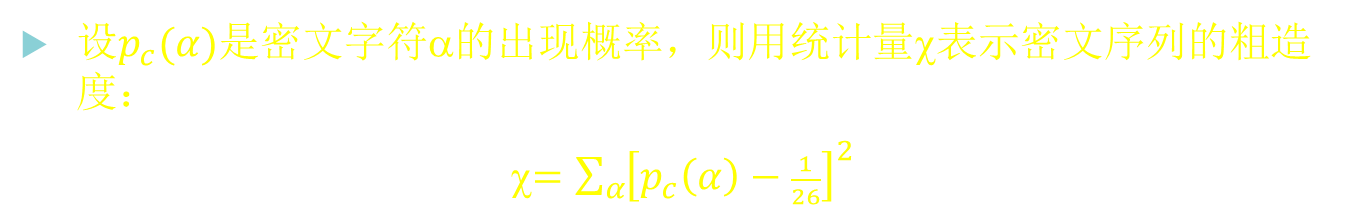 设p_c(α)是密文字符α的出现概率，则用统计量χ表示密文序列的粗造
度：
χ= ∑_α[p_c(α) − 1/26]^2